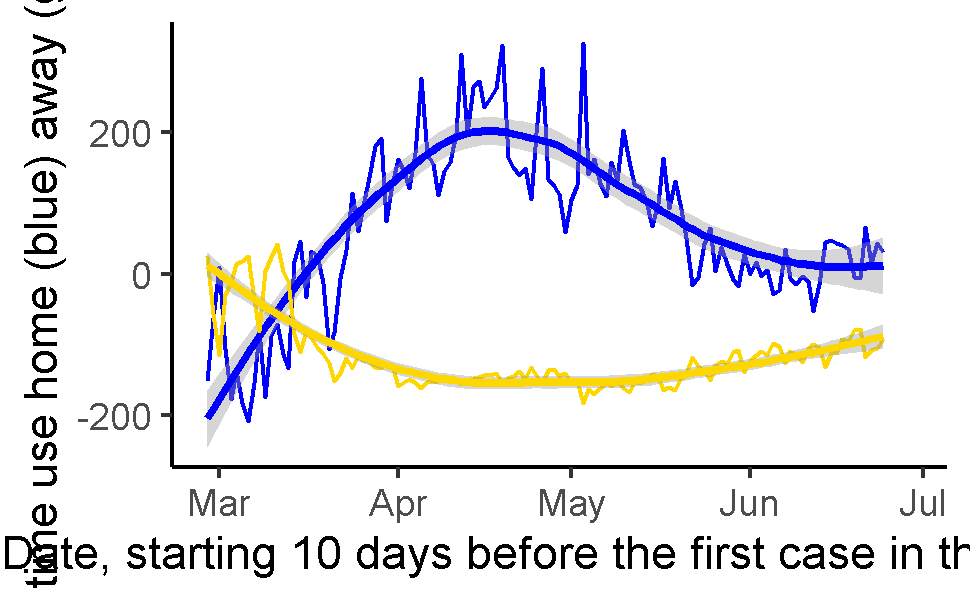 time use home (blue) away (
200
0
-200
Mar Apr May Jun Jul
Date, starting 10 days before the first case in th